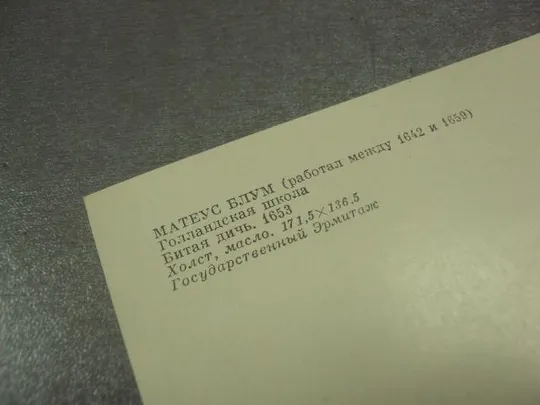 МАТЕУС БЛУМ (работал между 1642 и 1659)
Голландская школа
Битая дичь. 1653
Холст, масло. 171,5×136.5
Государственный Эрмитаж